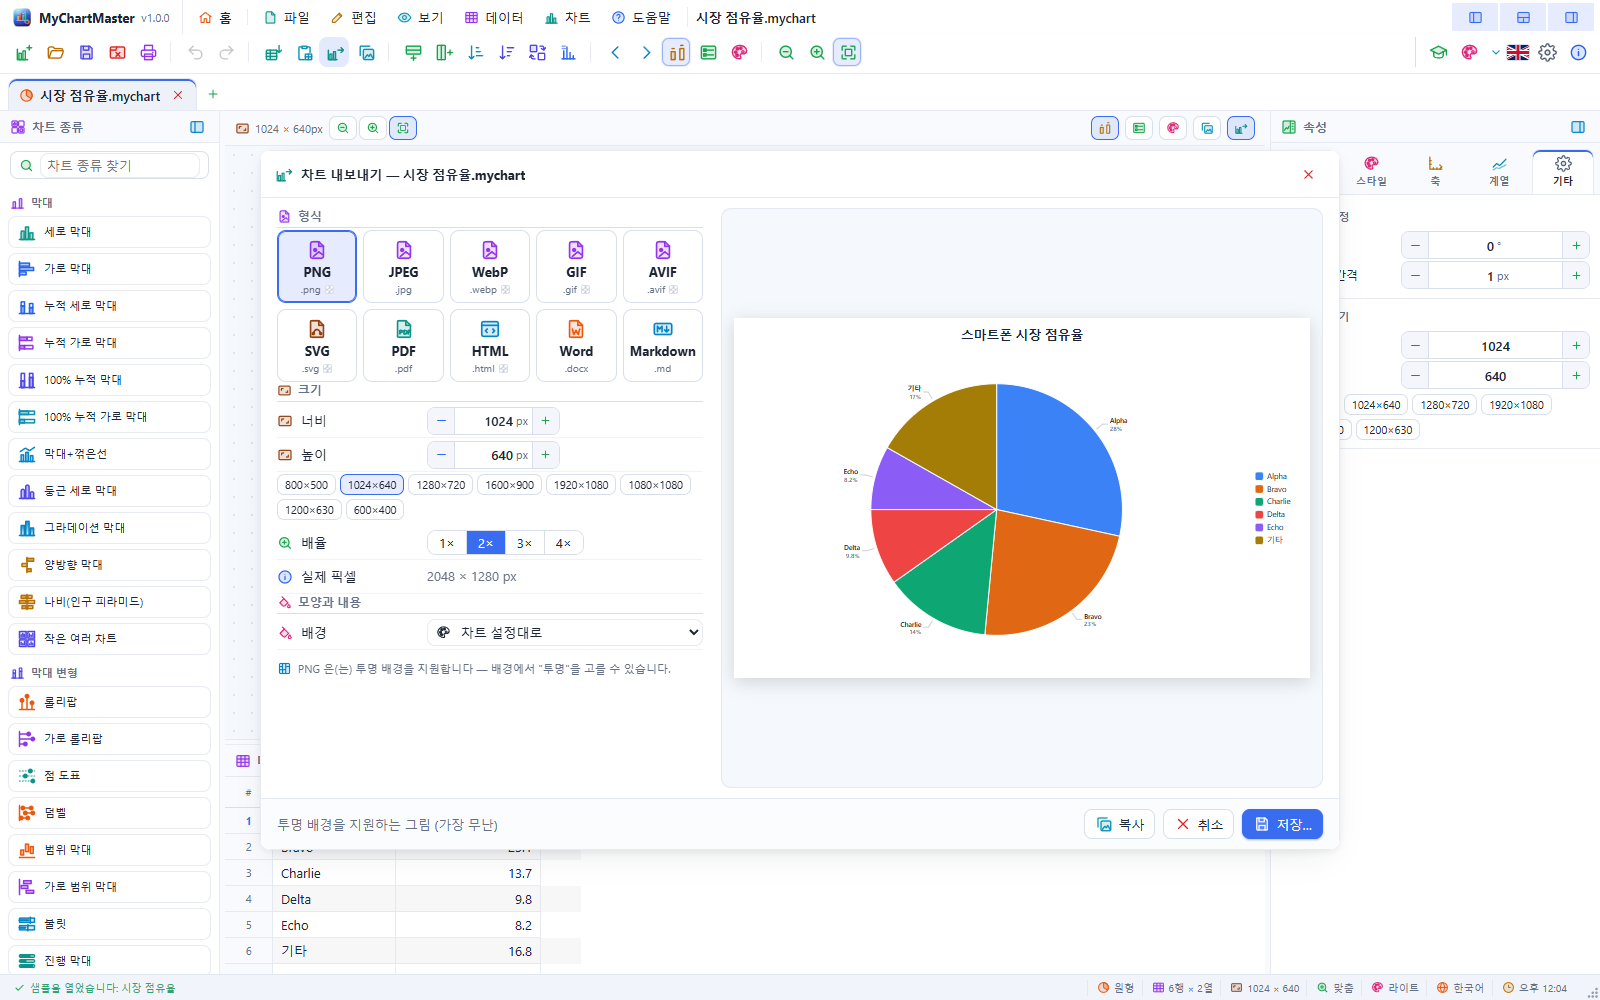 MyChartMaster v1.0.0 홈 파일 편집 보기 데이터 차트 도움말 시장 점유율.mychart
시장 점유율.mychart
차트 종류
1024 × 640px
속성
차트 종류 찾기
막대
세로 막대
가로 막대
누적 세로 막대
누적 가로 막대
100% 누적 막대
100% 누적 가로 막대
막대+꺾은선
둥근 세로 막대
그라데이션 막대
양방향 막대
나비(인구 피라미드)
작은 여러 차트
막대 변형
롤리팝
가로 롤리팝
점 도표
덤벨
범위 막대
가로 범위 막대
불릿
진행 막대
차트 내보내기 — 시장 점유율.mychart
형식
PNG
.png
JPEG
.jpg
WebP
.webp
GIF
.gif
AVIF
.avif
SVG
.svg
PDF
.pdf
HTML
.html
Word
.docx
Markdown
.md
크기
너비
1024 px
높이
640 px
800×500 1024×640 1280×720 1600×900 1920×1080 1080×1080
1200×630 600×400
배율
1× 2× 3× 4×
실제 픽셀
2048 × 1280 px
모양과 내용
배경
차트 설정대로
PNG 은(는) 투명 배경을 지원합니다 — 배경에서 "투명"을 고를 수 있습니다.
스마트폰 시장 점유율
기타
17%
Alpha
28%
Echo
8.2%
Delta
9.8%
Charlie
14%
Bravo
23%
Alpha
Bravo
Charlie
Delta
Echo
기타
투명 배경을 지원하는 그림 (가장 무난)
복사
취소
저장...
스타일
축
계열
기타
정
0 °
간격
1 px
기
1024
640
1024×640 1280×720 1920×1080
0 1200×630
#
1
2
3 Charlie 13.7
4 Delta 9.8
5 Echo 8.2
6 기타 16.8
샘플을 열었습니다: 시장 점유율
원형 6행 × 2열 1024 × 640 맞춤 라이트 한국어 오후 12:04